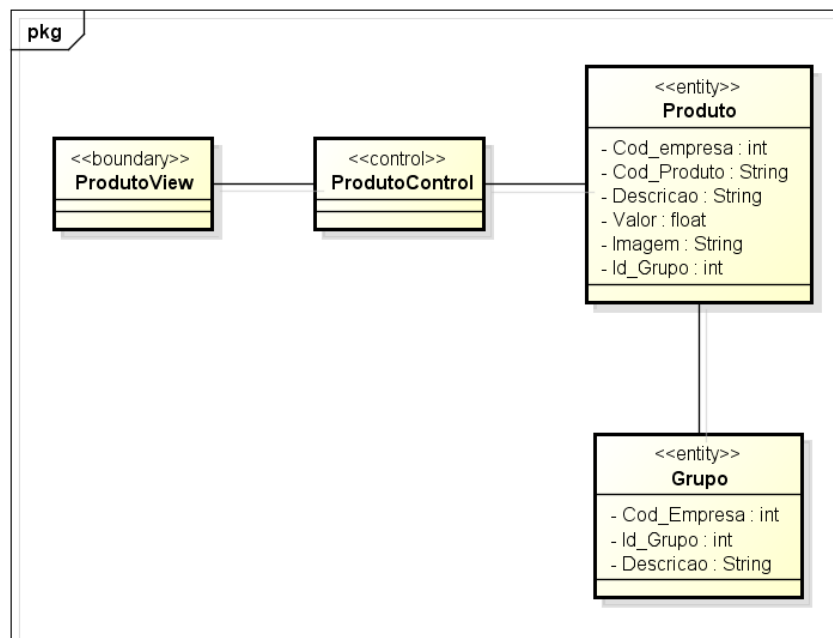 pkg
<<boundary>>
ProdutoView
<<control>>
ProdutoControl
<<entity>>
Produto
- Cod_empresa : int
- Cod_Produto : String
- Descricao : String
- Valor : float
- Imagem : String
- Id_Grupo : int
<<entity>>
Grupo
- Cod_Empresa : int
- Id_Grupo : int
- Descricao : String